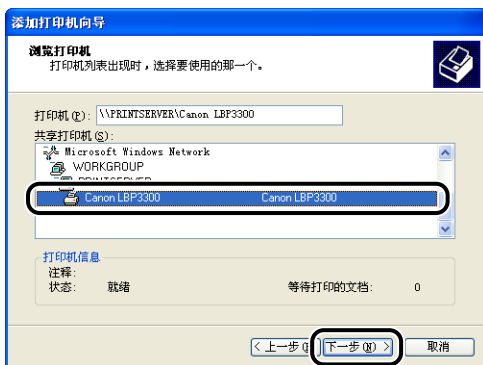 添加打印机向导
浏览打印机
打印机列表出现时，选择要使用的那一个。
打印机(P): \\PRINTSERVER\Canon LBP3300
共享打印机(S):
Microsoft Windows Network
WORKGROUP
PRINTSERVER
Canon LBP3300 Canon LBP3300
打印机信息
注释:
状态: 就绪 等待打印的文档: 0
< 上一步 下一步(N) > 取消